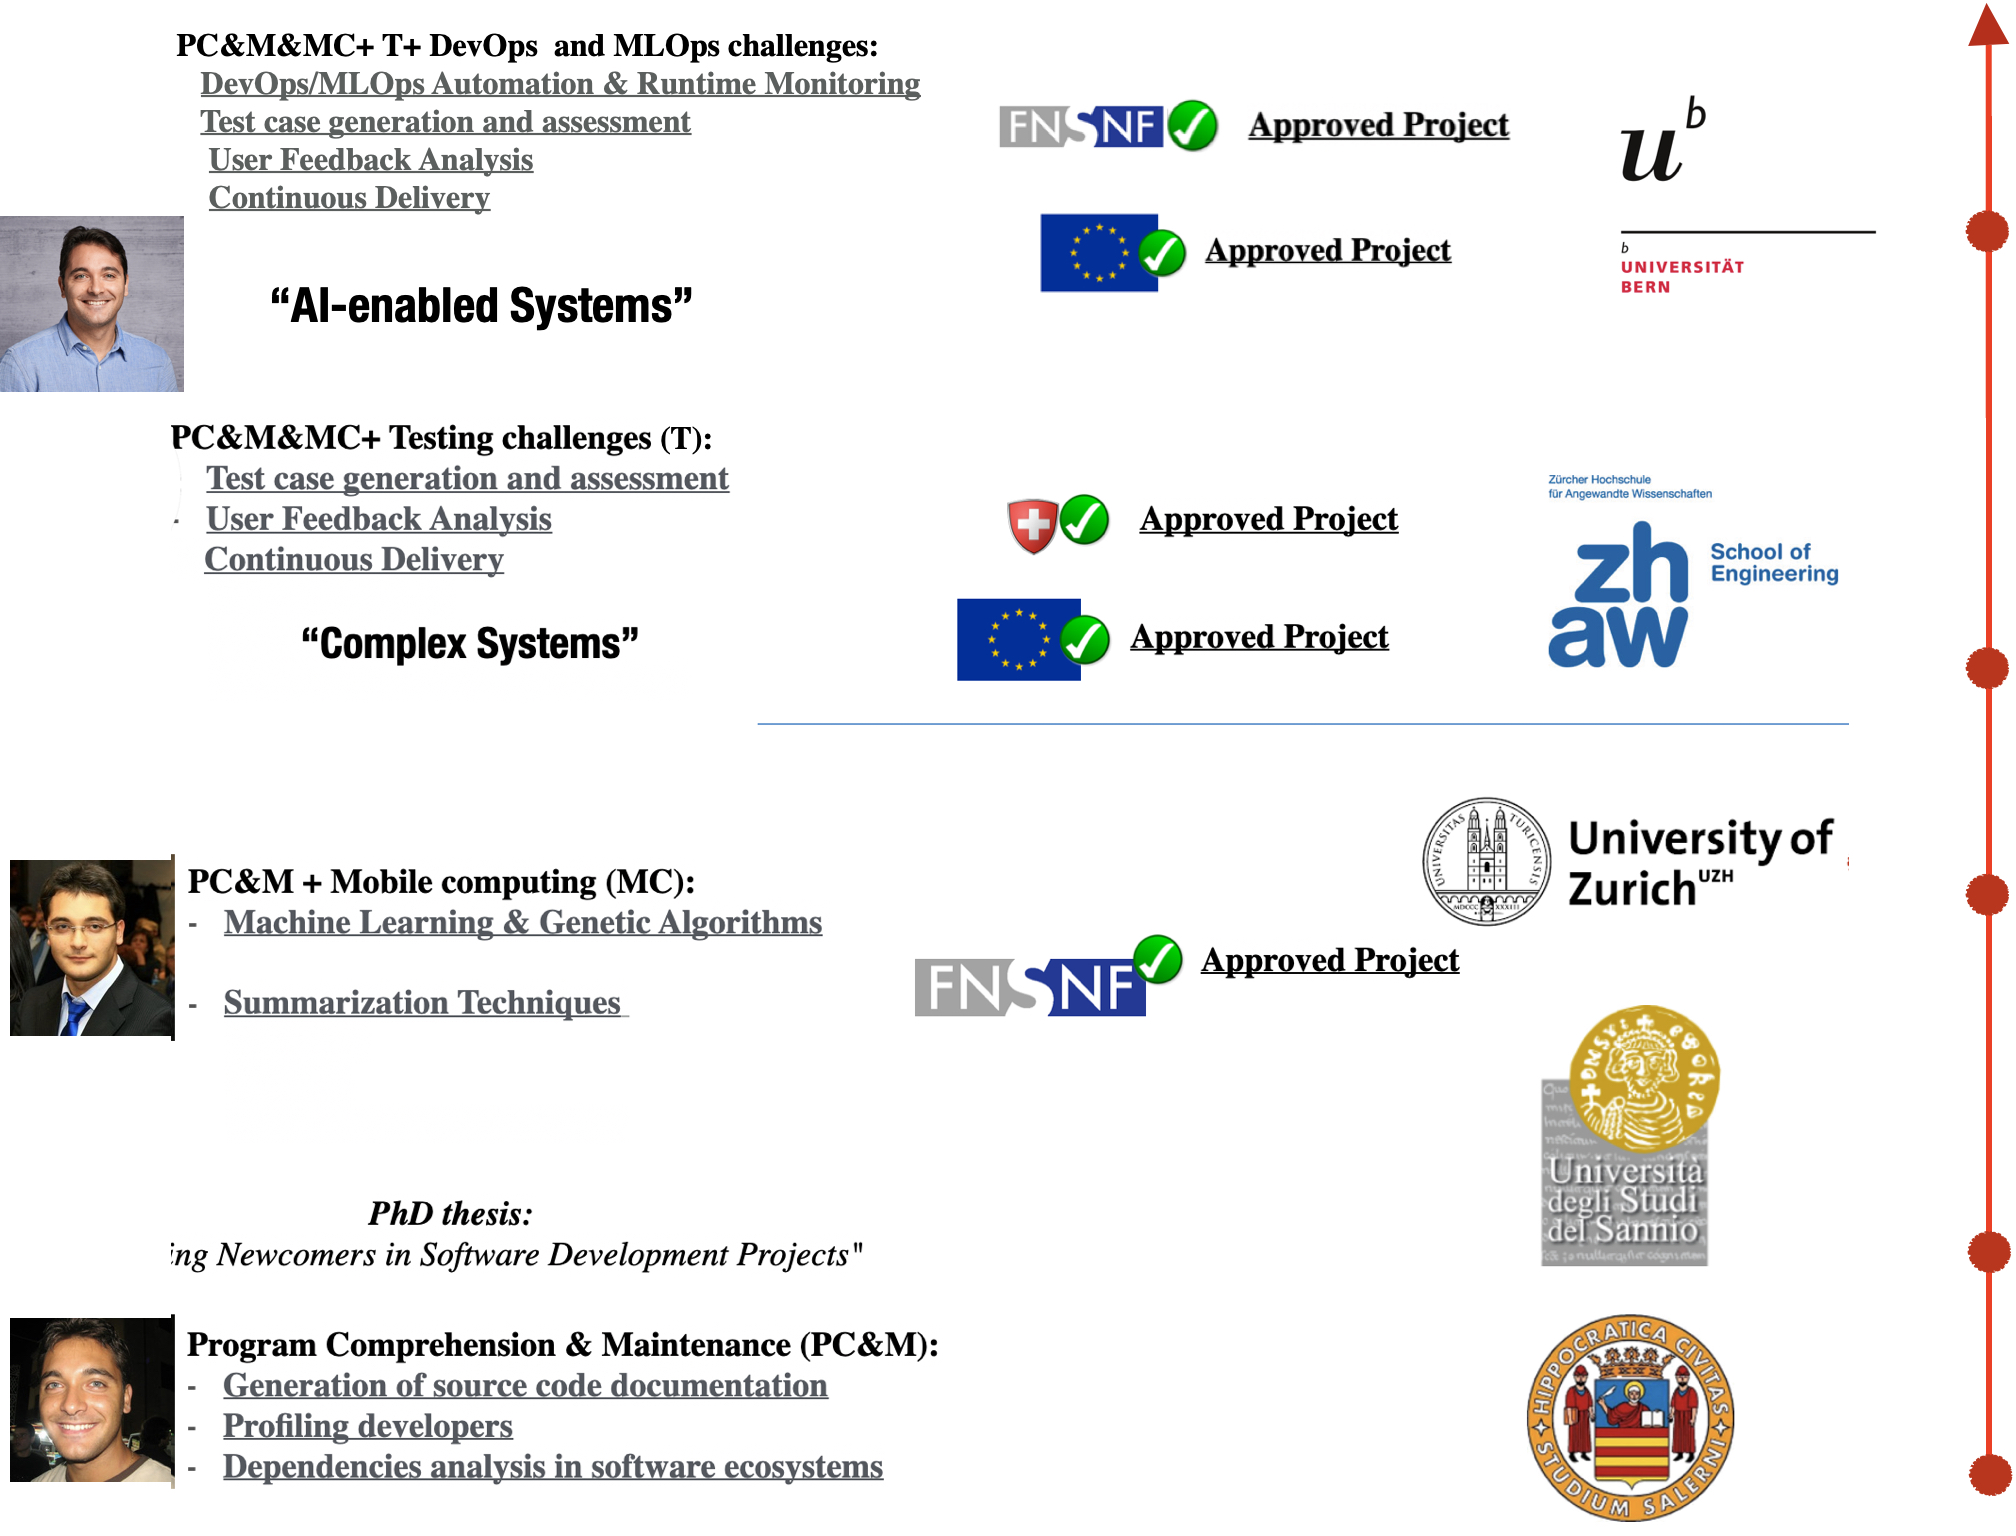 PC&M&MC+ T+ DevOps and MLOps challenges:
DevOps/MLOps Automation & Runtime Monitoring
Test case generation and assessment
User Feedback Analysis
Continuous Delivery
FNSNF
Approved Project
u b
Approved Project
b
UNIVERSITÄT
BERN
“AI-enabled Systems”
PC&M&MC+ Testing challenges (T):
Test case generation and assessment
- User Feedback Analysis
Continuous Delivery
“Complex Systems”
Approved Project
Approved Project
Zürcher Hochschule
für Angewandte Wissenschaften
zh
aw
School of
Engineering
UNIVERSITAS TURICENSIS
MDCCC XXXIII
University of
Zurich UZH
PC&M + Mobile computing (MC):
- Machine Learning & Genetic Algorithms
- Summarization Techniques
FNSNF
Approved Project
Università
degli Studi
del Sannio
PhD thesis:
ing Newcomers in Software Development Projects"
Program Comprehension & Maintenance (PC&M):
- Generation of source code documentation
- Profiling developers
- Dependencies analysis in software ecosystems
HIPPOCRATICA CIVITAS
STUDIUM SALERNI